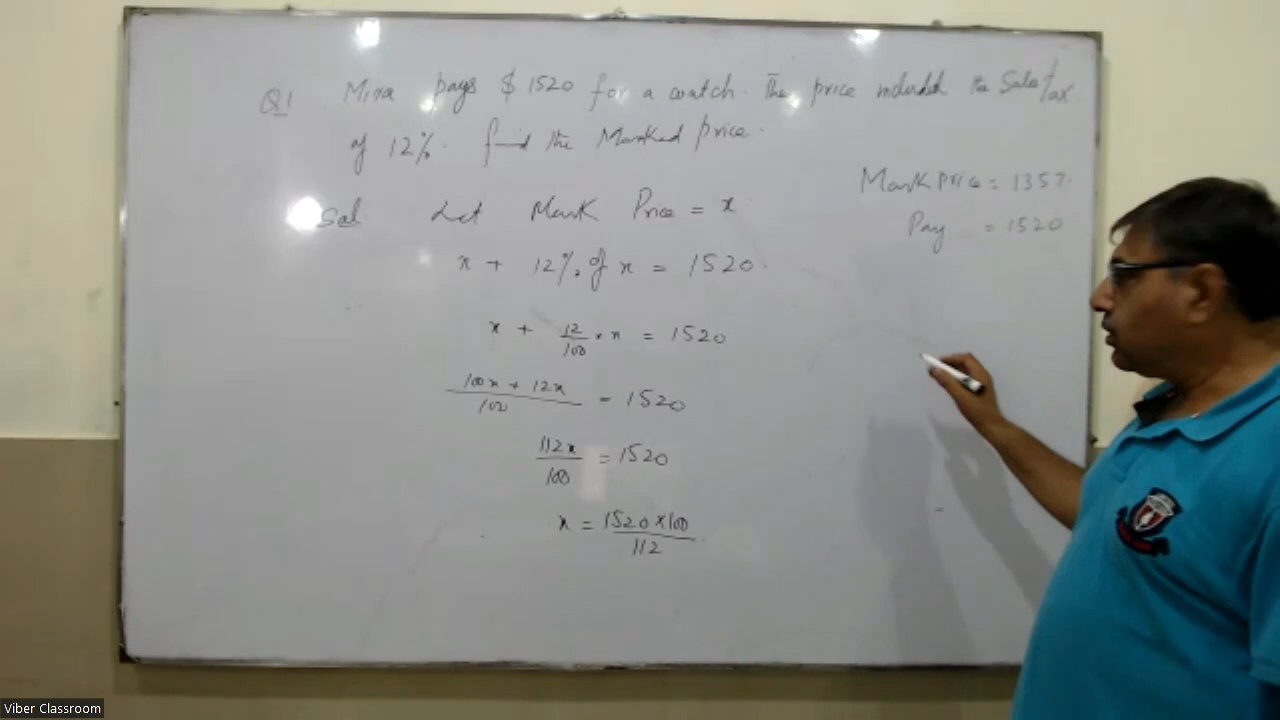 Q1 Mira pays $ 1520 for a watch. The price included the Sales tax
of 12%. find the Marked price.
Mark Price = 1357.
Sol Let Mark Price = x
Pay = 1520
x + 12% of x = 1520.
x + 12/100 × x = 1520
100x + 12x / 100 = 1520
112x / 100 = 1520
x = 1520 × 100 / 112
Viber Classroom